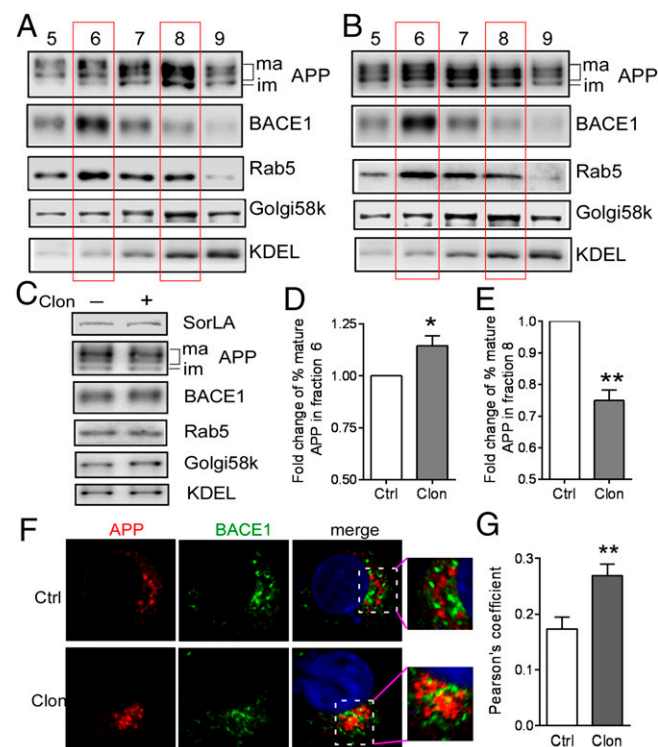 A
5 6 7 8 9
ma
im
APP
BACE1
Rab5
Golgi58k
KDEL
B
5 6 7 8 9
ma
im
APP
BACE1
Rab5
Golgi58k
KDEL
C
Clon – +
SorLA
ma
im
APP
BACE1
Rab5
Golgi58k
KDEL
D
Fold change of % mature
APP in fraction 6
1.25
1.00
0.75
0.50
*
Ctrl Clon
E
Fold change of % mature
APP in fraction 8
1.0
0.9
0.8
0.7
0.6
0.5
**
Ctrl Clon
F
APP BACE1 merge
Ctrl
Clon
G
Pearson's coefficient
0.3
0.2
0.1
0.0
**
Ctrl Clon